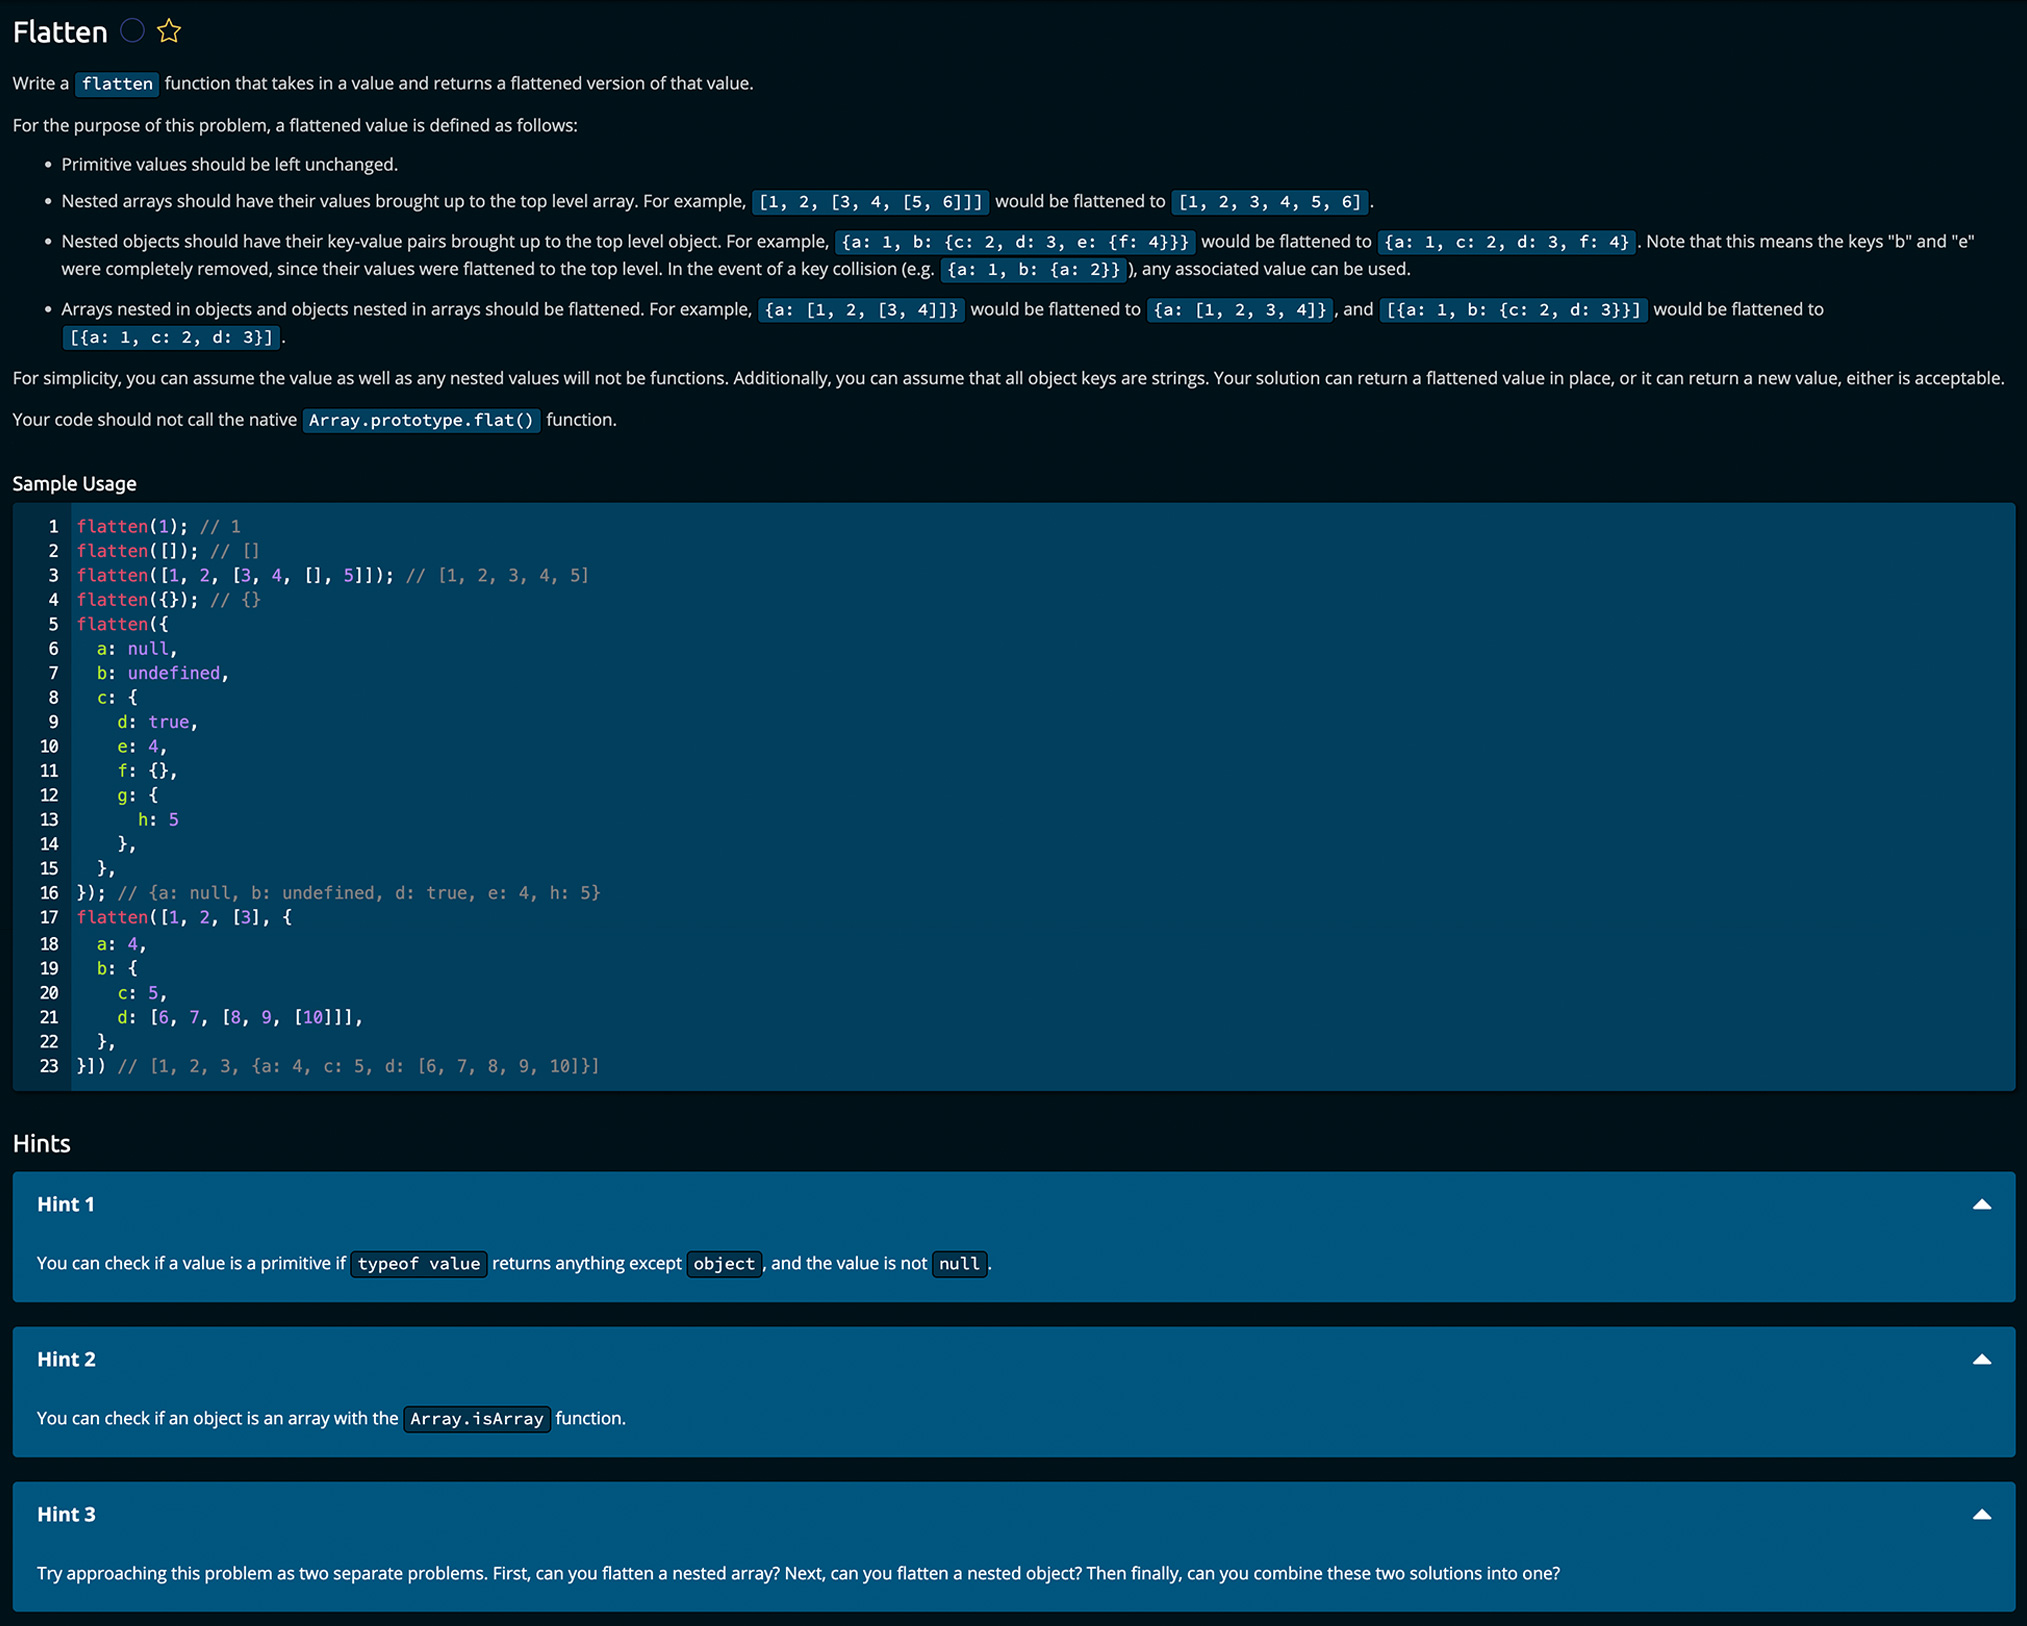 Flatten
Write a flatten function that takes in a value and returns a flattened version of that value.
For the purpose of this problem, a flattened value is defined as follows:
• Primitive values should be left unchanged.
• Nested arrays should have their values brought up to the top level array. For example, [1, 2, [3, 4, [5, 6]]] would be flattened to [1, 2, 3, 4, 5, 6].
• Nested objects should have their key-value pairs brought up to the top level object. For example, {a: 1, b: {c: 2, d: 3, e: {f: 4}}} would be flattened to {a: 1, c: 2, d: 3, f: 4}. Note that this means the keys "b" and "e"
were completely removed, since their values were flattened to the top level. In the event of a key collision (e.g. {a: 1, b: {a: 2}}), any associated value can be used.
• Arrays nested in objects and objects nested in arrays should be flattened. For example, {a: [1, 2, [3, 4]]} would be flattened to {a: [1, 2, 3, 4]}, and [{a: 1, b: {c: 2, d: 3}}] would be flattened to
[{a: 1, c: 2, d: 3}].
For simplicity, you can assume the value as well as any nested values will not be functions. Additionally, you can assume that all object keys are strings. Your solution can return a flattened value in place, or it can return a new value, either is acceptable.
Your code should not call the native Array.prototype.flat() function.
Sample Usage
1 flatten(1); // 1
2 flatten([]); // []
3 flatten([1, 2, [3, 4, [], 5]]); // [1, 2, 3, 4, 5]
4 flatten({}); // {}
5 flatten({
6   a: null,
7   b: undefined,
8   c: {
9     d: true,
10     e: 4,
11     f: {},
12     g: {
13       h: 5
14     },
15   },
16 }); // {a: null, b: undefined, d: true, e: 4, h: 5}
17 flatten([1, 2, [3], {
18   a: 4,
19   b: {
20     c: 5,
21     d: [6, 7, [8, 9, [10]]],
22   },
23 }]) // [1, 2, 3, {a: 4, c: 5, d: [6, 7, 8, 9, 10]}]
Hints
Hint 1
You can check if a value is a primitive if typeof value returns anything except object, and the value is not null.
Hint 2
You can check if an object is an array with the Array.isArray function.
Hint 3
Try approaching this problem as two separate problems. First, can you flatten a nested array? Next, can you flatten a nested object? Then finally, can you combine these two solutions into one?